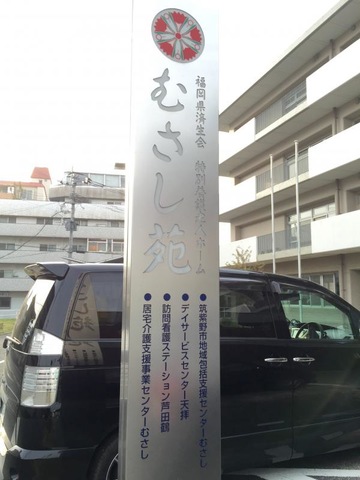 福岡県済生会 特別養護老人ホーム
むさし苑
●筑紫野市地域包括支援センターむさし
●デイサービスセンター天拝
●訪問看護ステーション芦田鶴
●居宅介護支援事業センターむさし